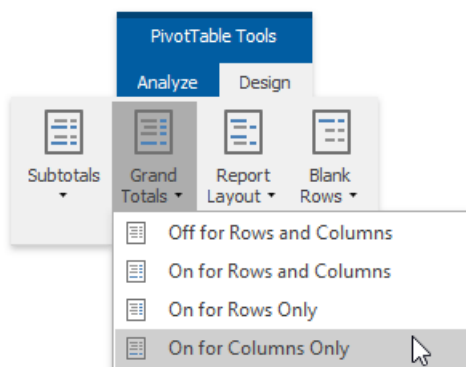 PivotTable Tools
Analyze Design
Subtotals
Grand Totals
Report Layout
Blank Rows
Off for Rows and Columns
On for Rows and Columns
On for Rows Only
On for Columns Only